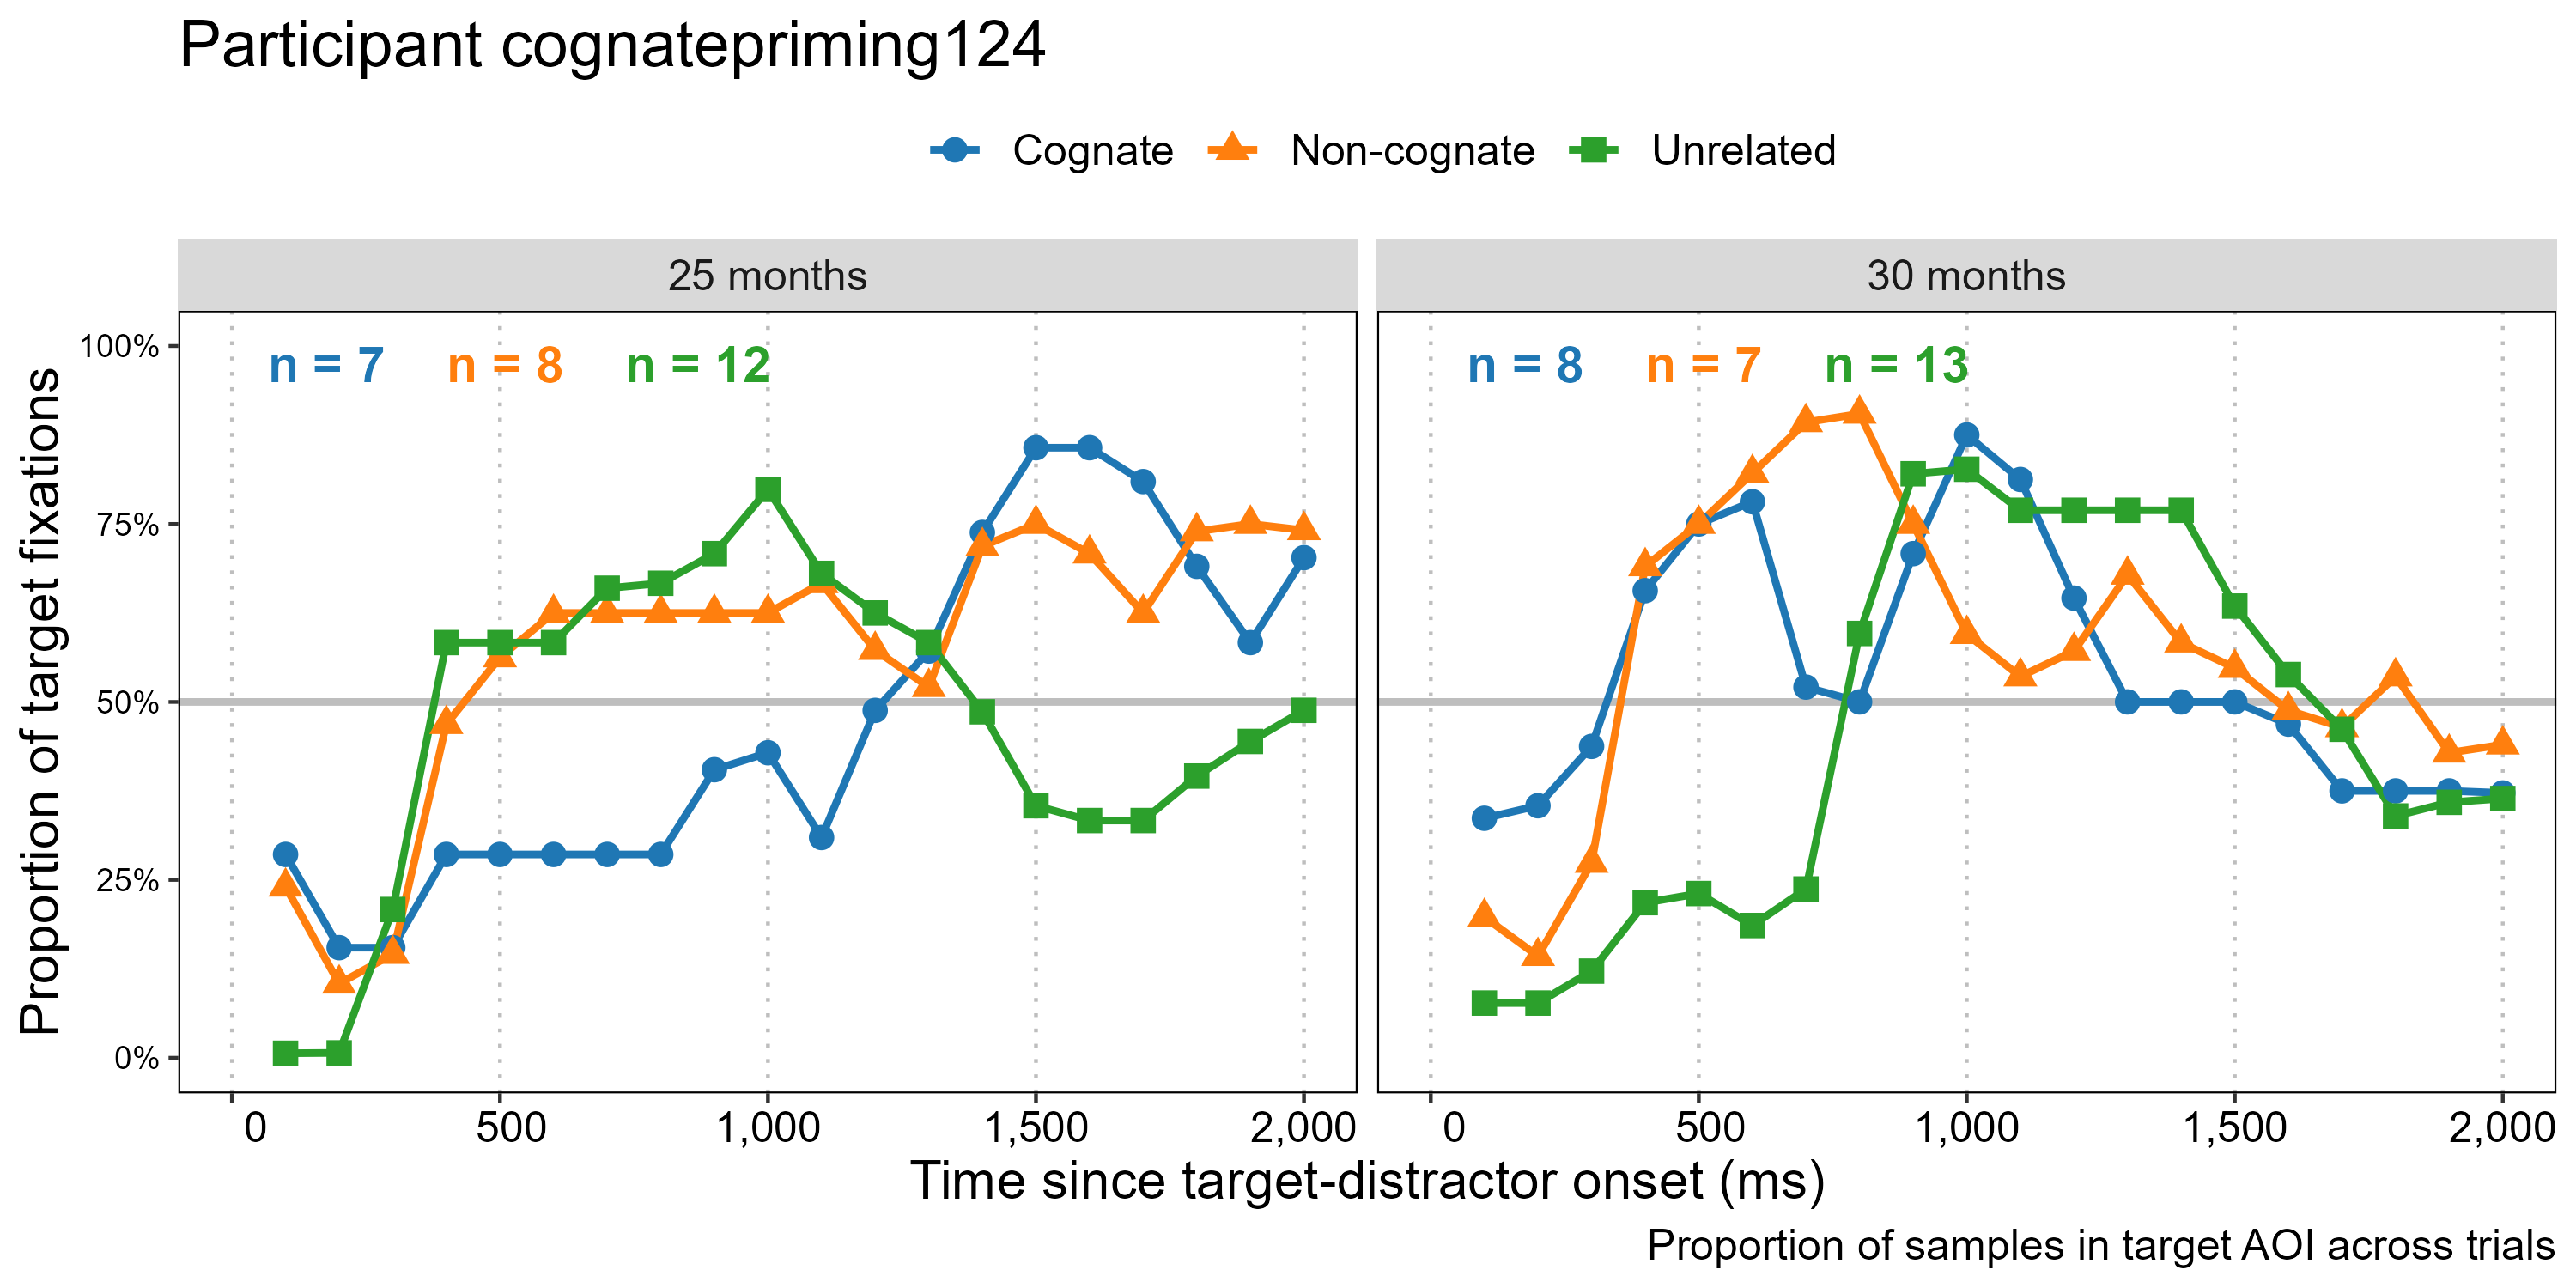 Participant cognatepriming124
Cognate Non-cognate Unrelated
25 months
30 months
n = 7 n = 8 n = 12
n = 8 n = 7 n = 13
100%
75%
50%
25%
0%
Proportion of target fixations
0 500 1,000 1,500 2,000
0 500 1,000 1,500 2,000
Time since target-distractor onset (ms)
Proportion of samples in target AOI across trials